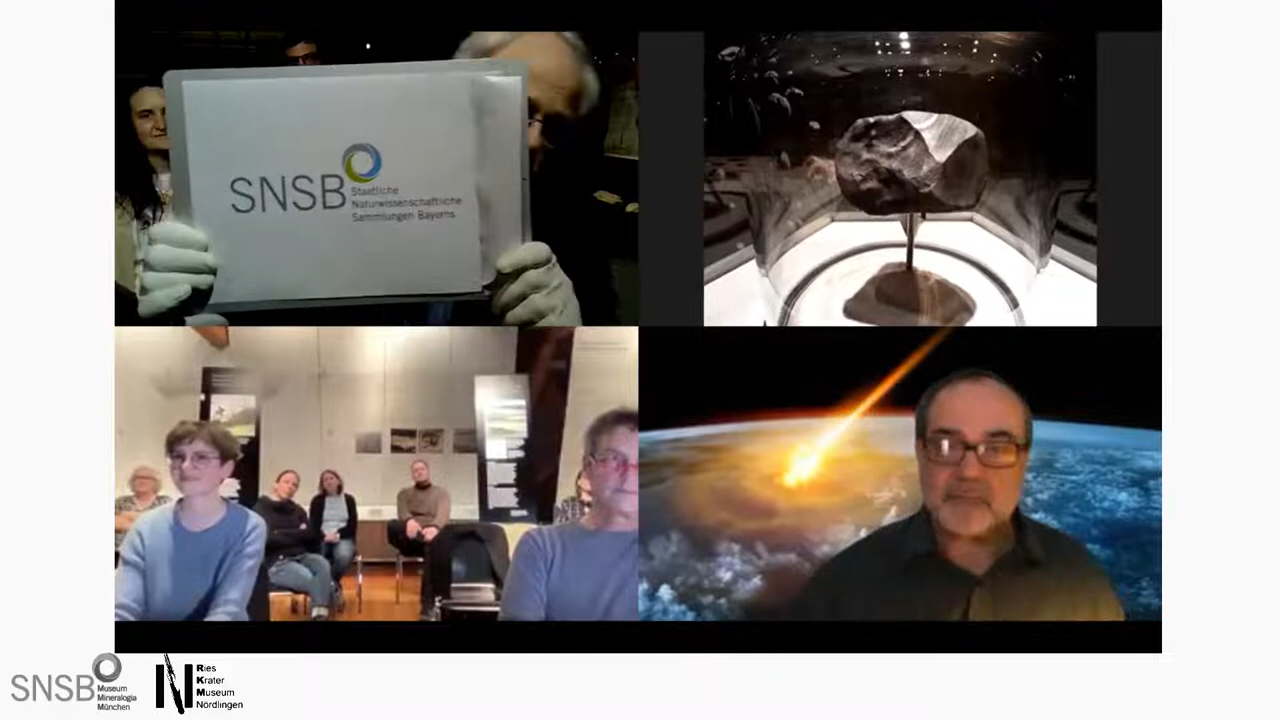 SNSB
Staatliche
Naturwissenschaftliche
Sammlungen Bayerns
SNSB
Museum
Mineralogia
München
Ries
Krater
Museum
Nördlingen